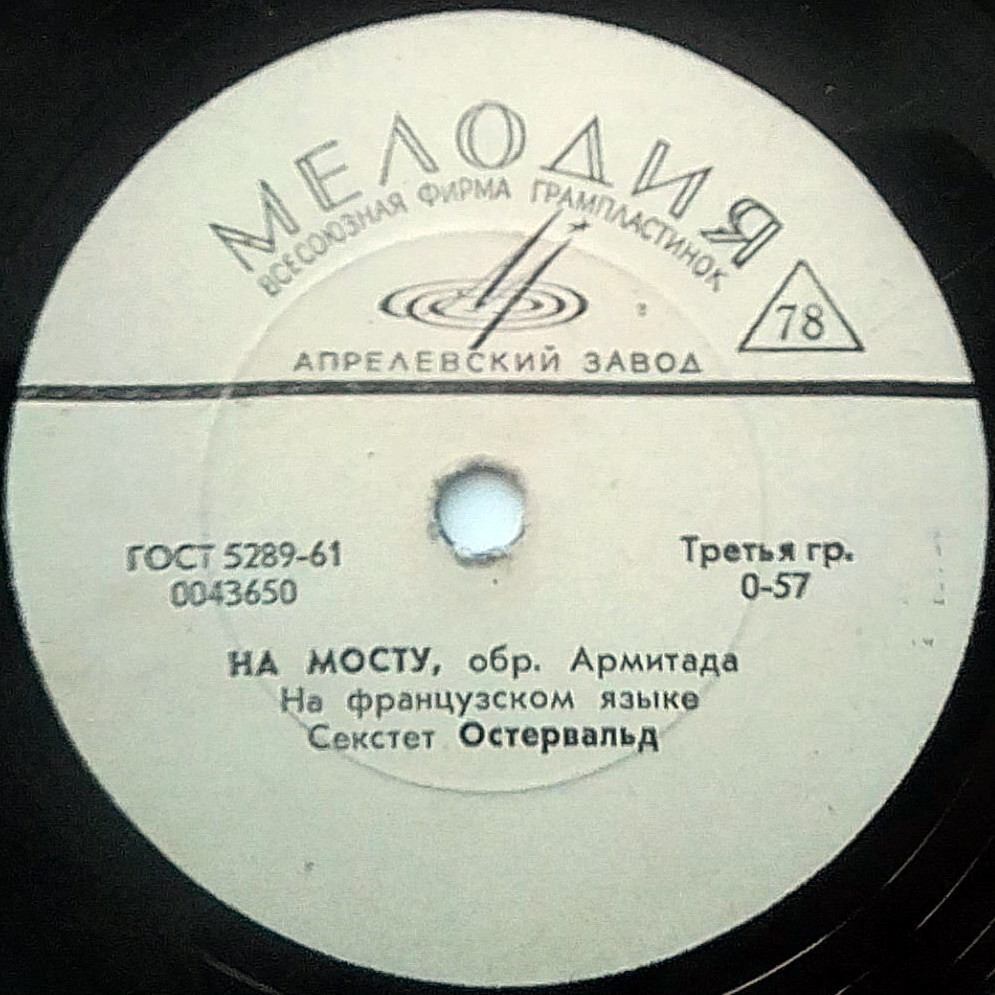 МЕЛОДИЯ
ВСЕСОЮЗНАЯ ФИРМА ГРАМПЛАСТИНОК
78
АПРЕЛЕВСКИЙ ЗАВОД
ГОСТ 5289-61
0043650
Третья гр.
0-57
НА МОСТУ, обр. Армитада
На французском языке
Секстет Остервальд